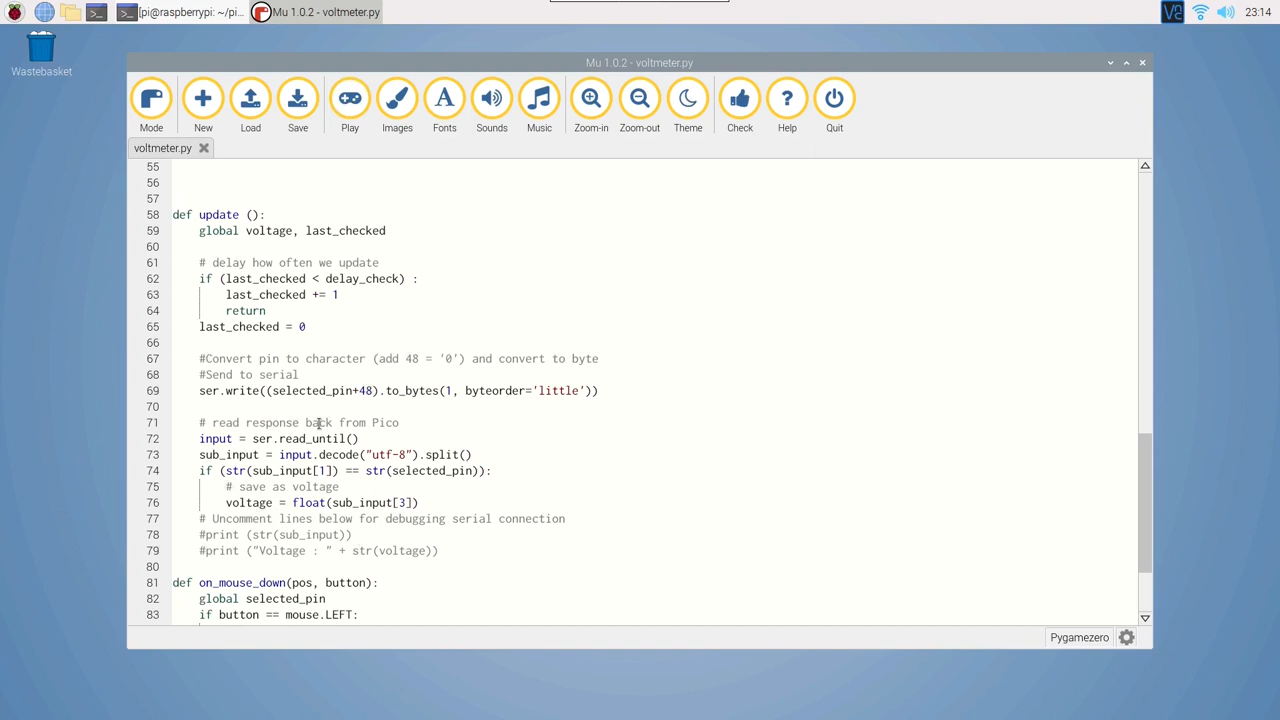 [pi@raspberrypi: ~/pi...
Mu 1.0.2 - voltmeter.py
23:14
Wastebasket
Mu 1.0.2 - voltmeter.py
Mode
New
Load
Save
Play
Images
Fonts
Sounds
Music
Zoom-in
Zoom-out
Theme
Check
Help
Quit
voltmeter.py
55
56
57
58 def update ():
59 global voltage, last_checked
60
61 # delay how often we update
62 if (last_checked < delay_check) :
63 last_checked += 1
64 return
65 last_checked = 0
66
67 #Convert pin to character (add 48 = '0') and convert to byte
68 #Send to serial
69 ser.write((selected_pin+48).to_bytes(1, byteorder='little'))
70
71 # read response back from Pico
72 input = ser.read_until()
73 sub_input = input.decode("utf-8").split()
74 if (str(sub_input[1]) == str(selected_pin)):
75 # save as voltage
76 voltage = float(sub_input[3])
77 # Uncomment lines below for debugging serial connection
78 #print (str(sub_input))
79 #print ("Voltage : " + str(voltage))
80
81 def on_mouse_down(pos, button):
82 global selected_pin
83 if button == mouse.LEFT:
Pygamezero